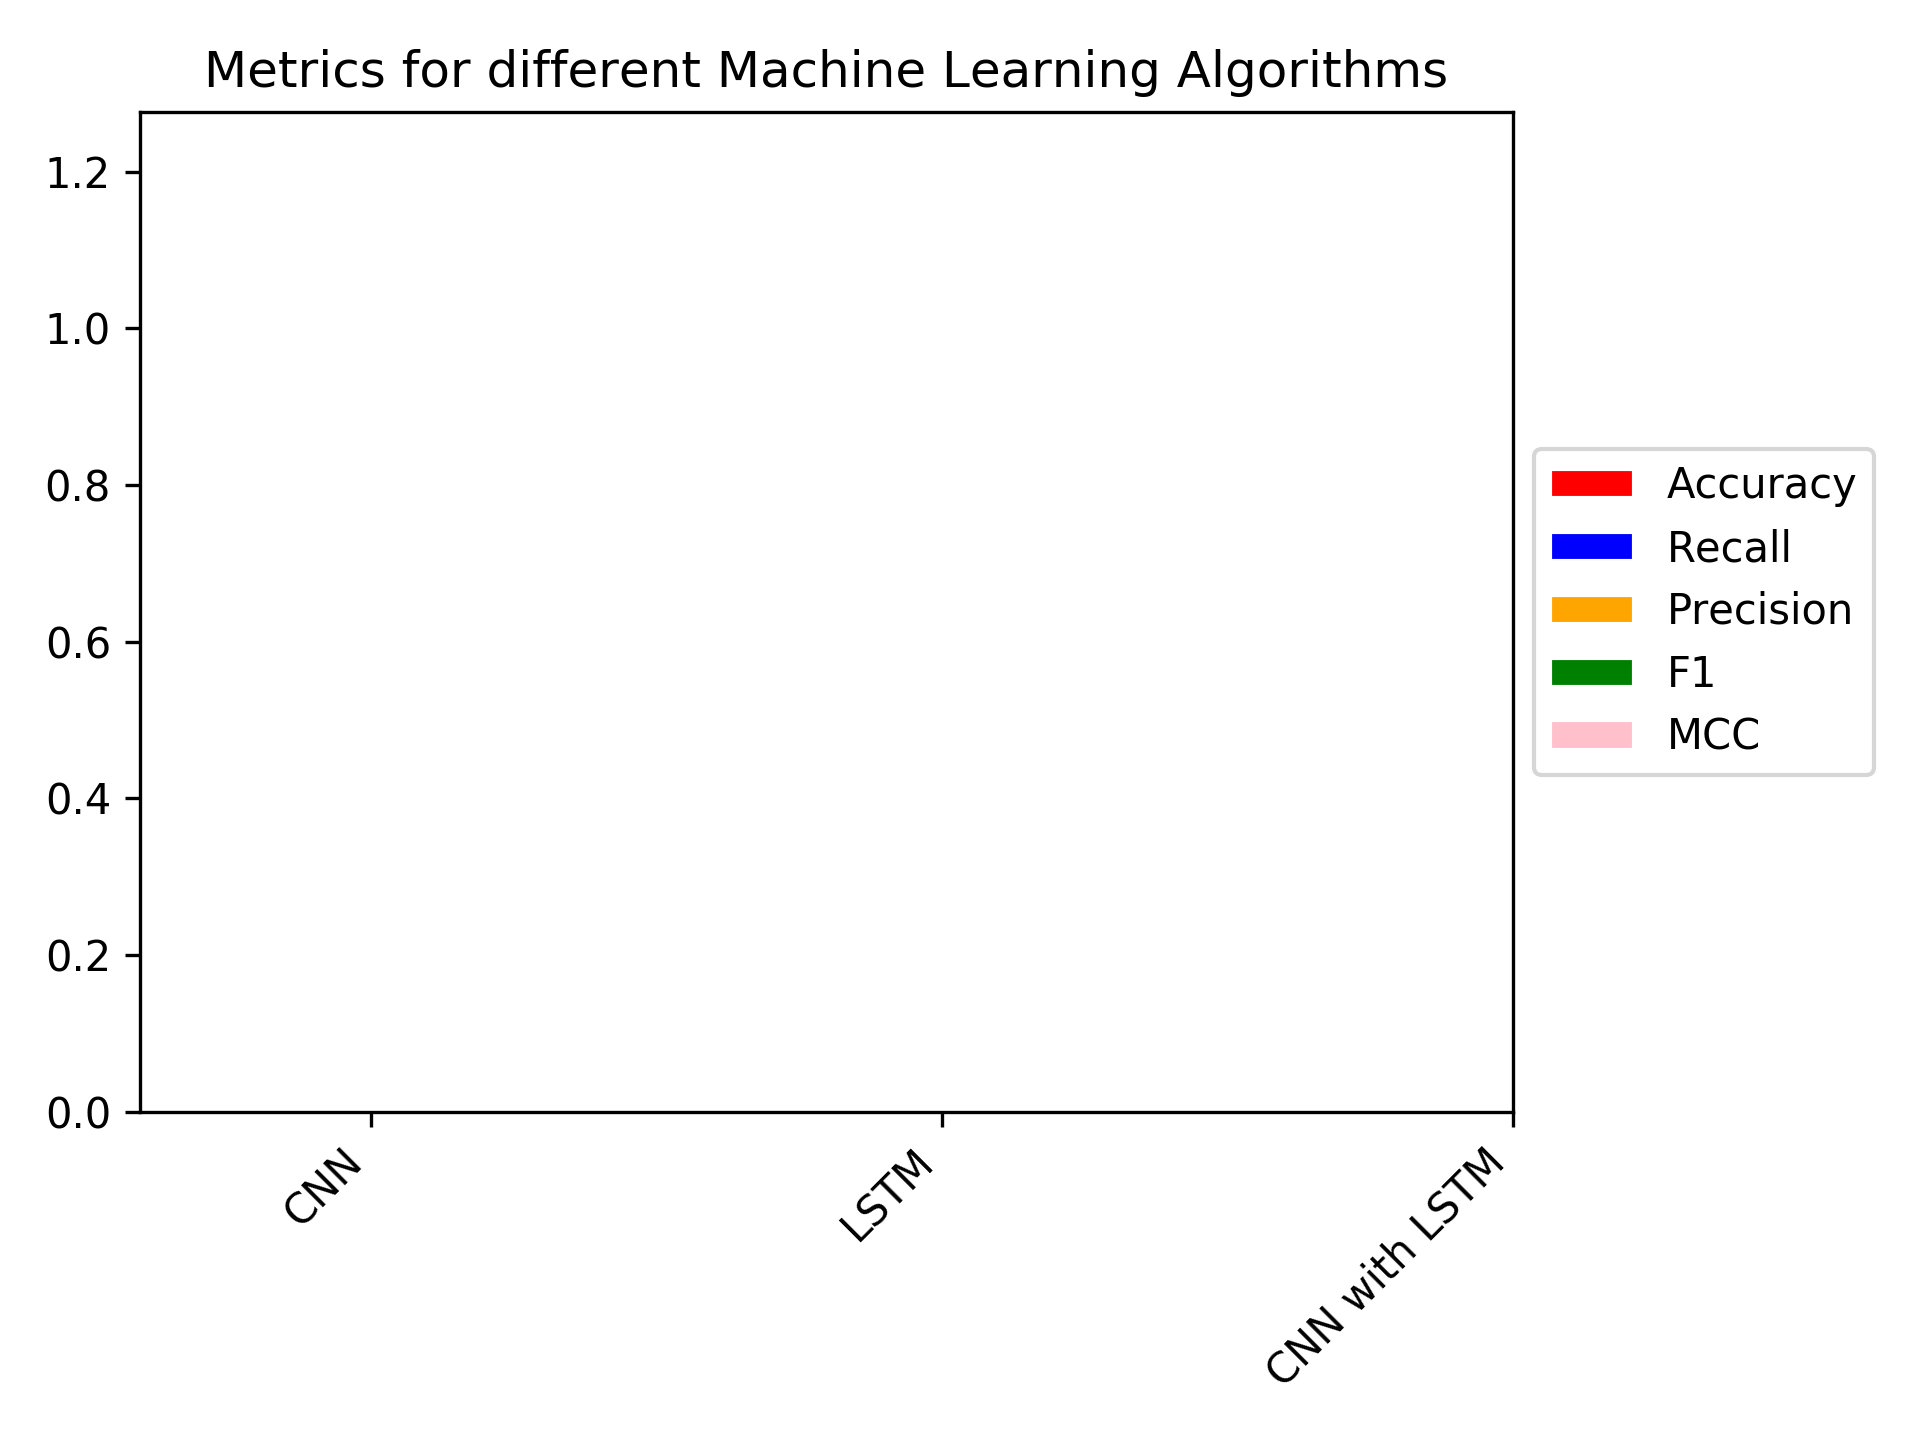 Metrics for different Machine Learning Algorithms
1.2
1.0
0.8
0.6
0.4
0.2
0.0
CNN
LSTM
CNN with LSTM
Accuracy
Recall
Precision
F1
MCC